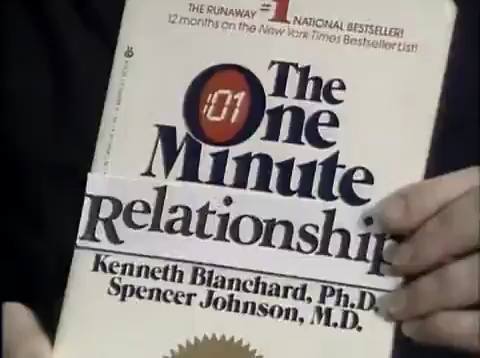 THE RUNAWAY #1 NATIONAL BESTSELLER!
12 months on the New York Times Bestseller List!
The
:01
One
Minute
Relationship
Kenneth Blanchard, Ph.D.
Spencer Johnson, M.D.